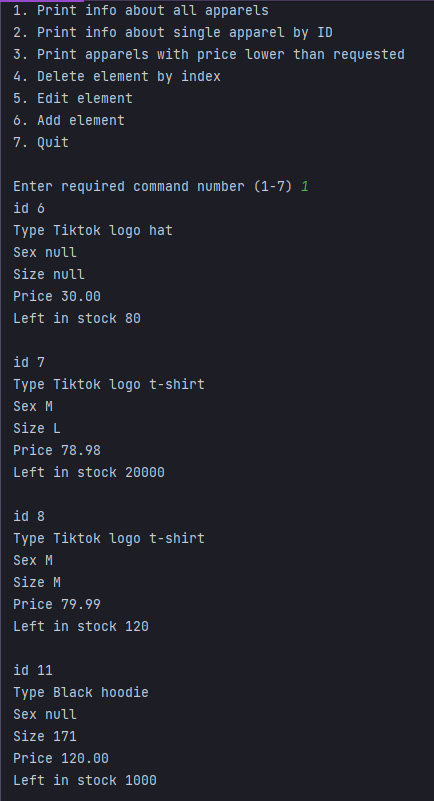 1. Print info about all apparels
2. Print info about single apparel by ID
3. Print apparels with price lower than requested
4. Delete element by index
5. Edit element
6. Add element
7. Quit
Enter required command number (1-7) 1
id 6
Type Tiktok logo hat
Sex null
Size null
Price 30.00
Left in stock 80
id 7
Type Tiktok logo t-shirt
Sex M
Size L
Price 78.98
Left in stock 20000
id 8
Type Tiktok logo t-shirt
Sex M
Size M
Price 79.99
Left in stock 120
id 11
Type Black hoodie
Sex null
Size 171
Price 120.00
Left in stock 1000